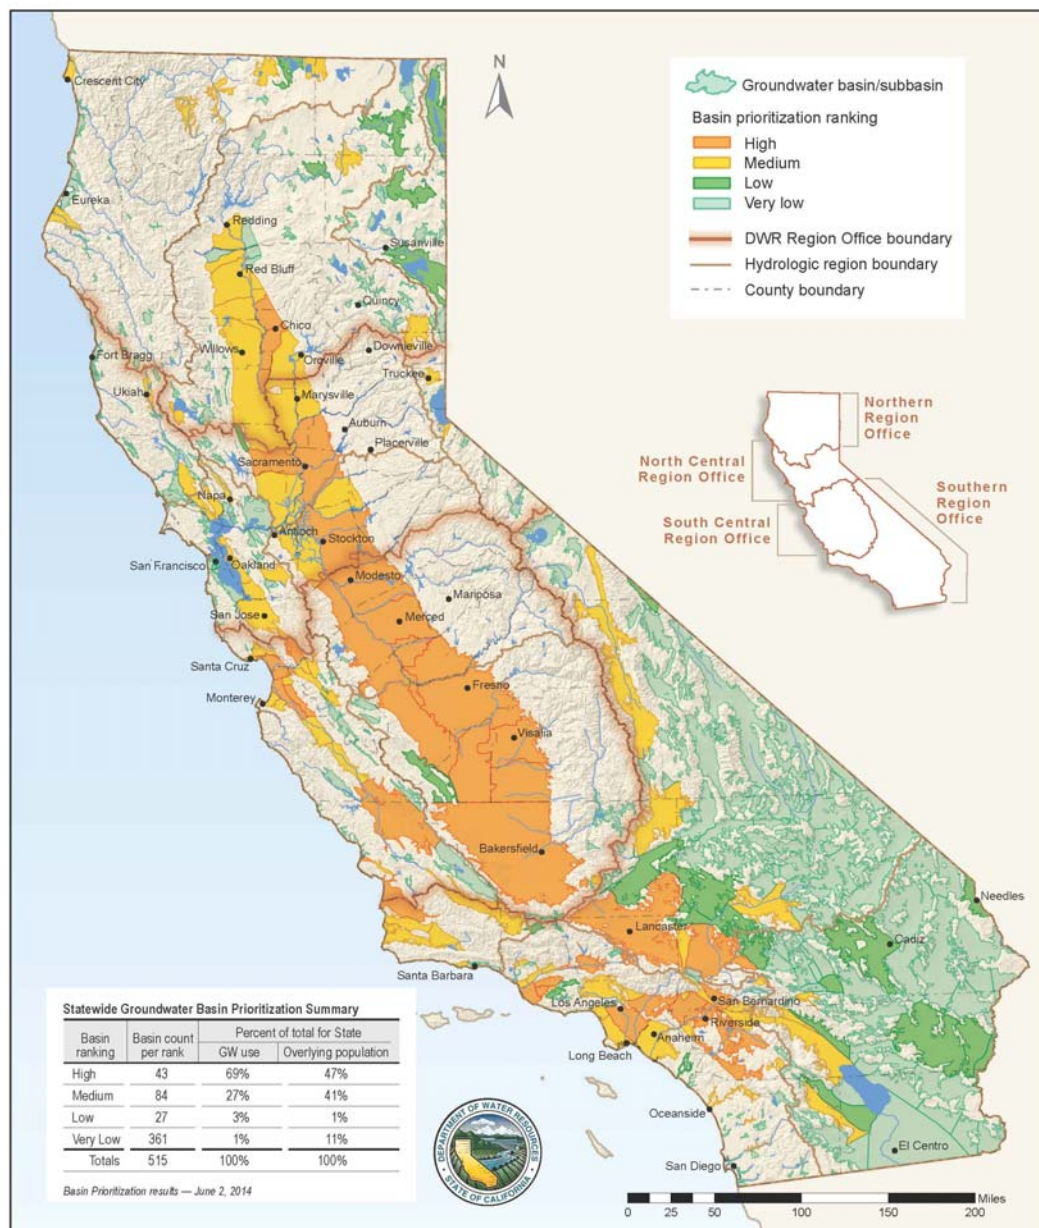 N
Groundwater basin/subbasin
Basin prioritization ranking
High
Medium
Low
Very low
DWR Region Office boundary
Hydrologic region boundary
County boundary
Crescent City
Eureka
Redding
Susanville
Red Bluff
Quincy
Chico
Willows
Oroville
Downieville
Fort Bragg
Truckee
Ukiah
Marysville
Auburn
Placerville
Sacramento
Napa
Antioch
Stockton
San Francisco
Oakland
Modesto
Mariposa
San Jose
Merced
Santa Cruz
Fresno
Monterey
Visalia
Bakersfield
Needles
Lancaster
Cadiz
Santa Barbara
Los Angeles
San Bernardino
Riverside
Anaheim
Long Beach
Oceanside
El Centro
San Diego
Northern
Region
Office
North Central
Region Office
Southern
Region
Office
South Central
Region Office
Statewide Groundwater Basin Prioritization Summary
Basin ranking
Basin count per rank
Percent of total for State
GW use
Overlying population
High 43 69% 47%
Medium 84 27% 41%
Low 27 3% 1%
Very Low 361 1% 11%
Totals 515 100% 100%
Basin Prioritization results — June 2, 2014
DEPARTMENT OF WATER RESOURCES
STATE OF CALIFORNIA
Miles
0 50 100 150 200